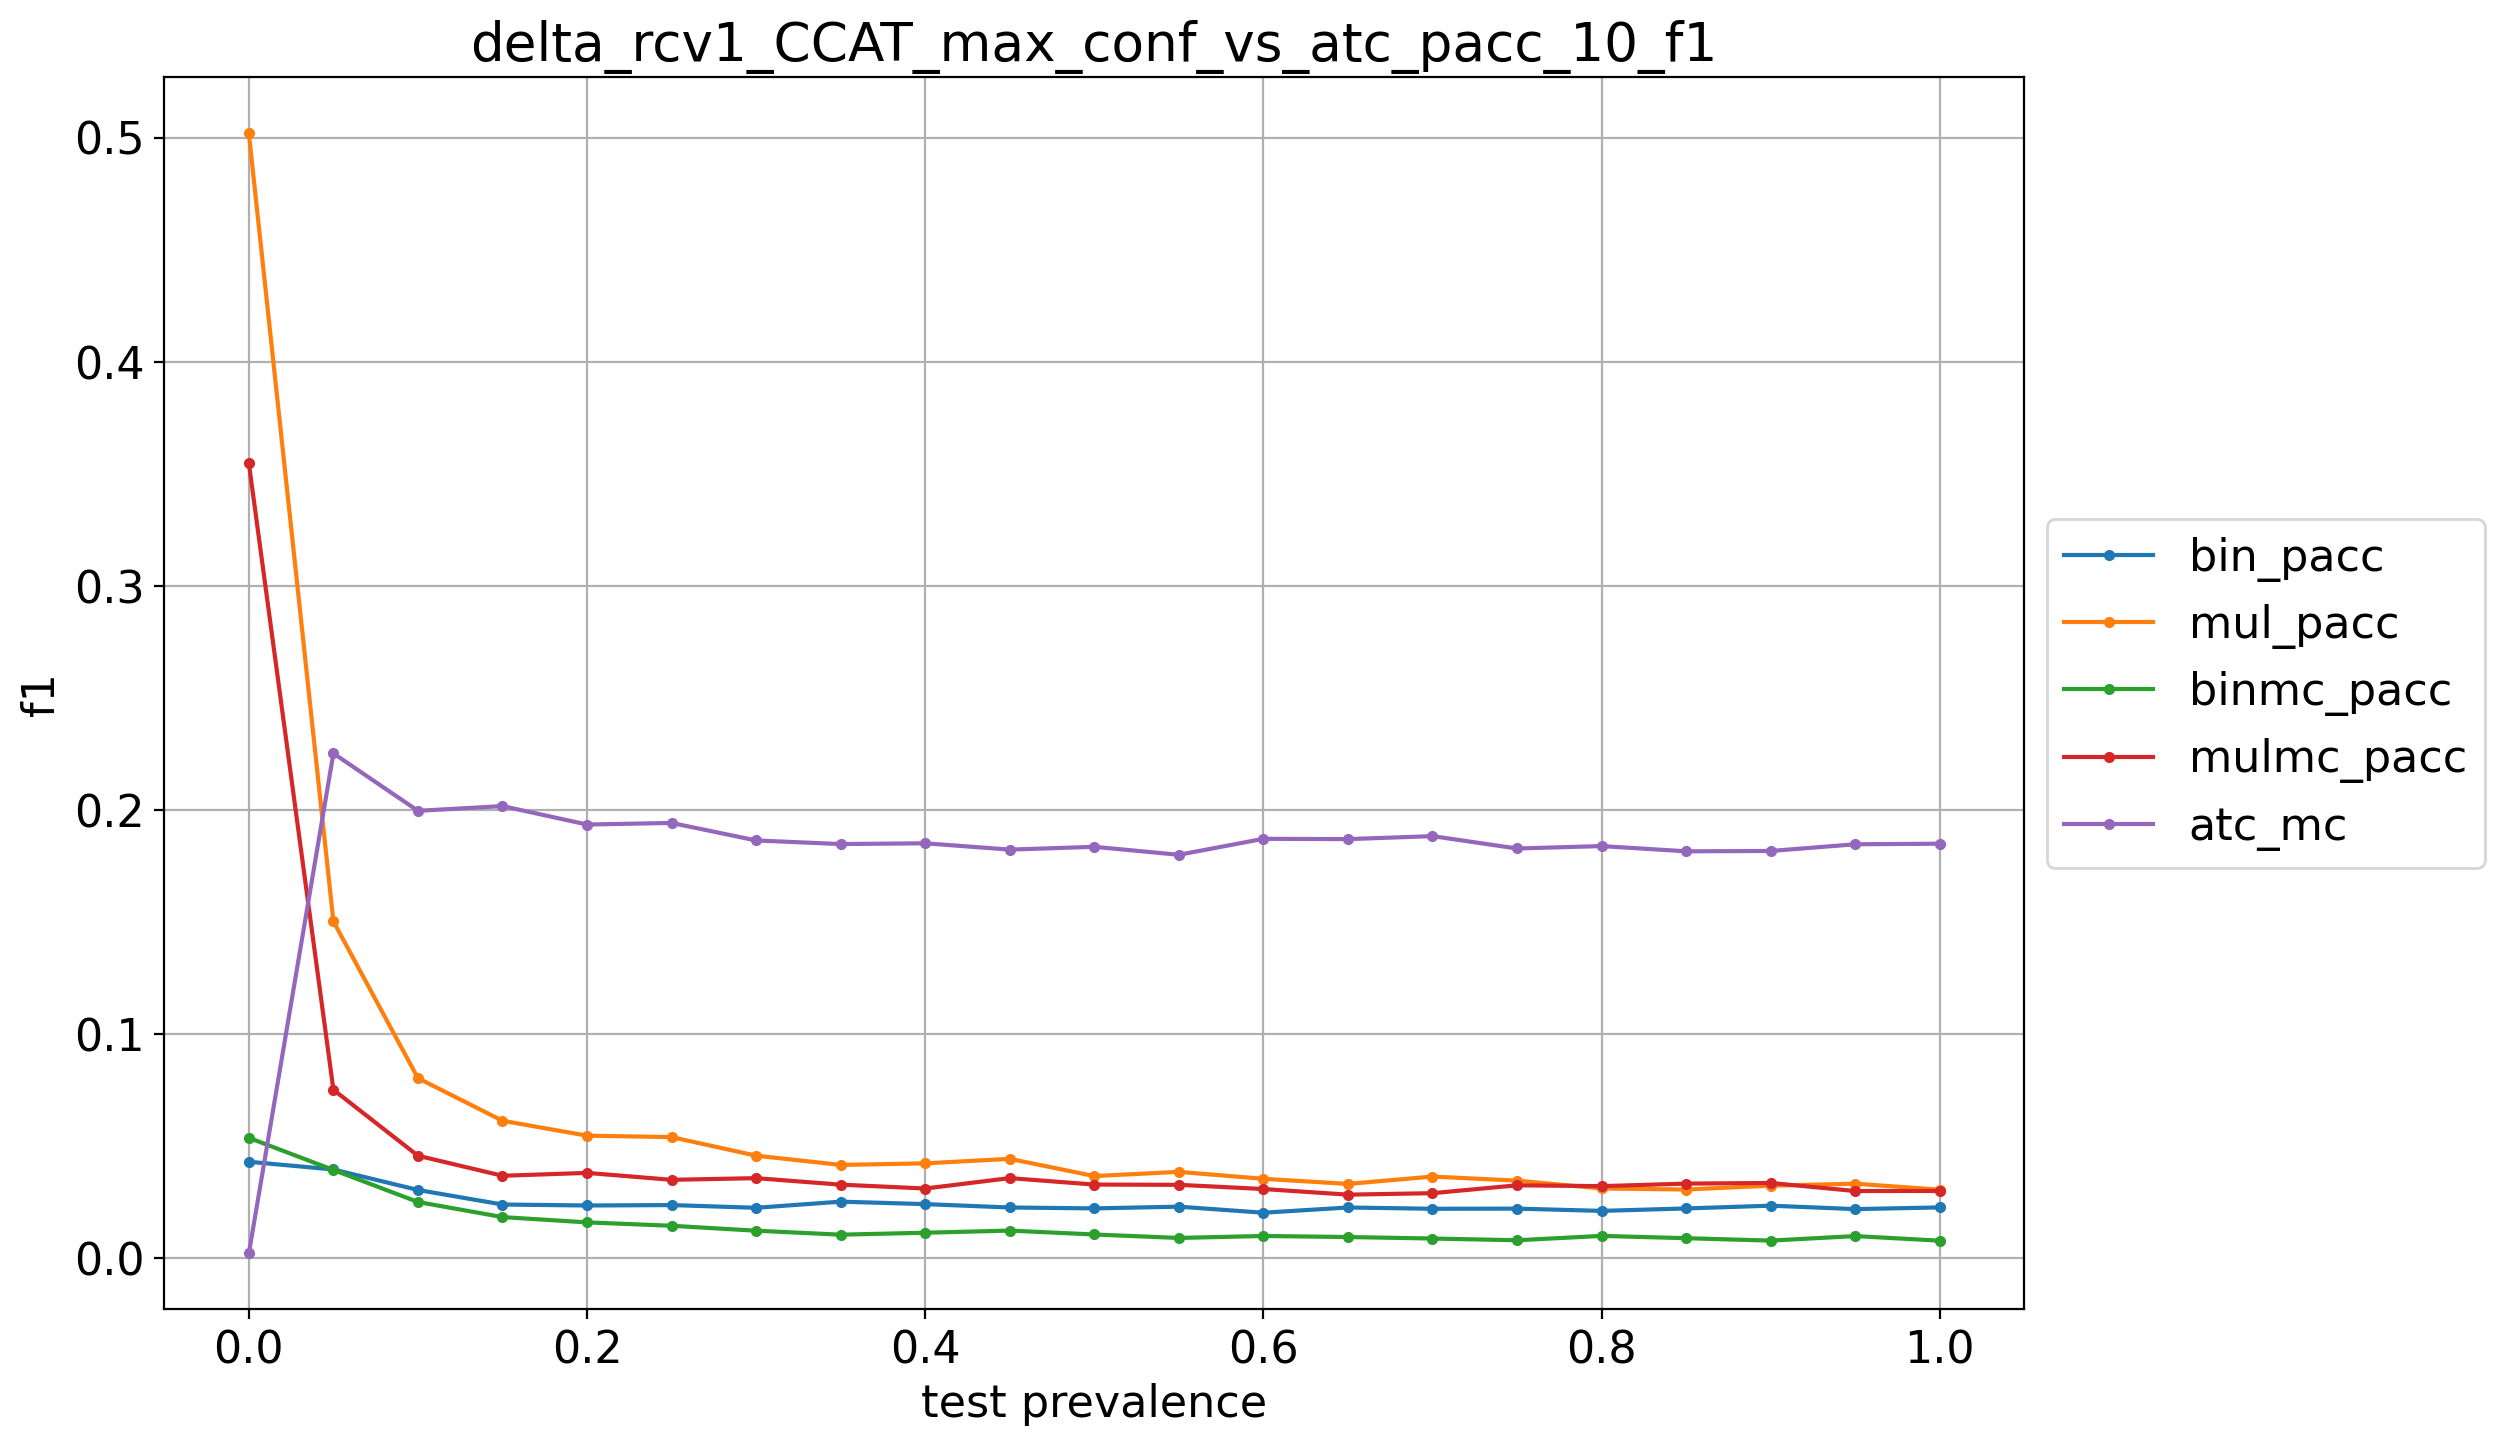 delta_rcv1_CCAT_max_conf_vs_atc_pacc_10_f1
f1
0.5
0.4
0.3
0.2
0.1
0.0
0.0 0.2 0.4 0.6 0.8 1.0
test prevalence
bin_pacc
mul_pacc
binmc_pacc
mulmc_pacc
atc_mc